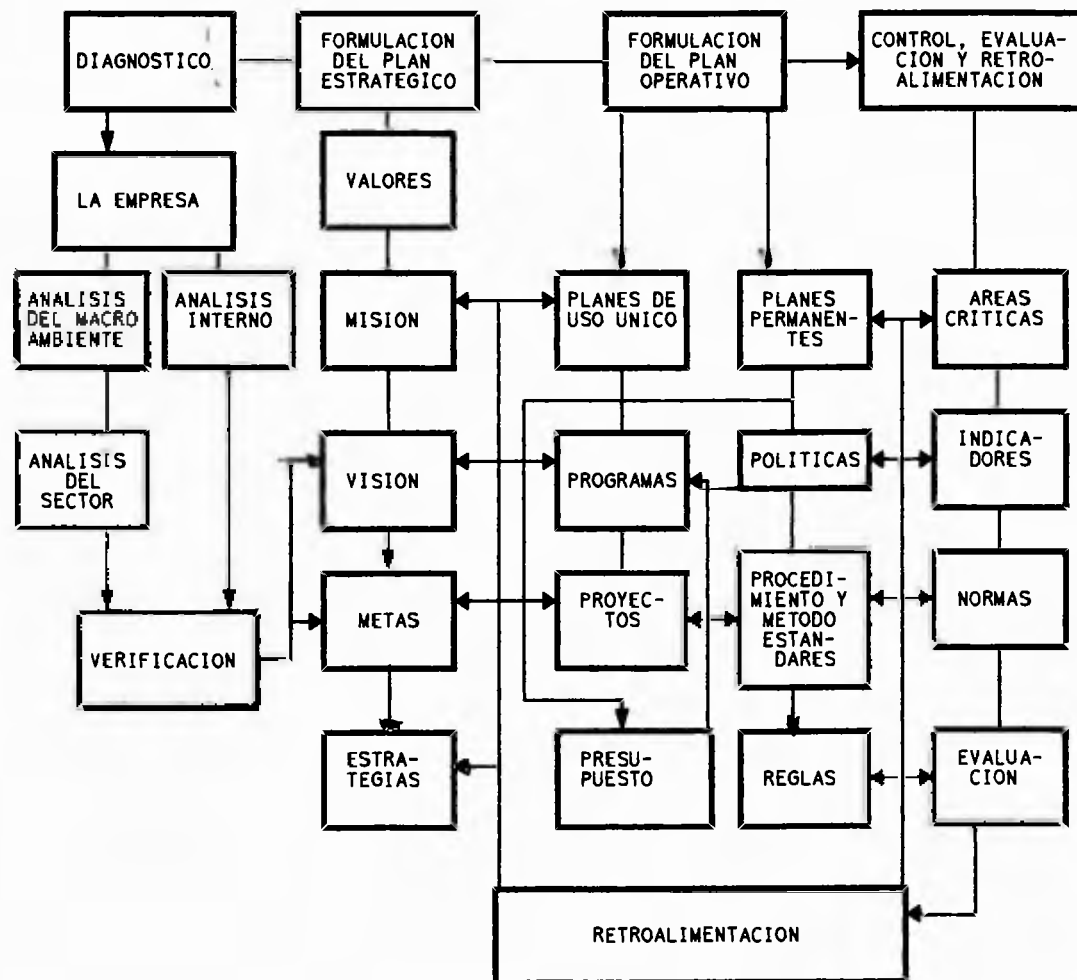 DIAGNOSTICO
FORMULACION
DEL PLAN
ESTRATEGICO
FORMULACION
DEL PLAN
OPERATIVO
CONTROL, EVALUA-
CION Y RETRO-
ALIMENTACION
LA EMPRESA
VALORES
ANALISIS
DEL MACRO
AMBIENTE
ANALISIS
INTERNO
MISION
PLANES DE
USO UNICO
PLANES
PERMANEN-
TES
AREAS
CRITICAS
ANALISIS
DEL
SECTOR
VISION
PROGRAMAS
POLITICAS
INDICA-
DORES
VERIFICACION
METAS
PROYEC-
TOS
PROCEDI-
MIENTO Y
METODO
ESTAN-
DARES
NORMAS
ESTRA-
TEGIAS
PRESU-
PUESTO
REGLAS
EVALUA-
CION
RETROALIMENTACION